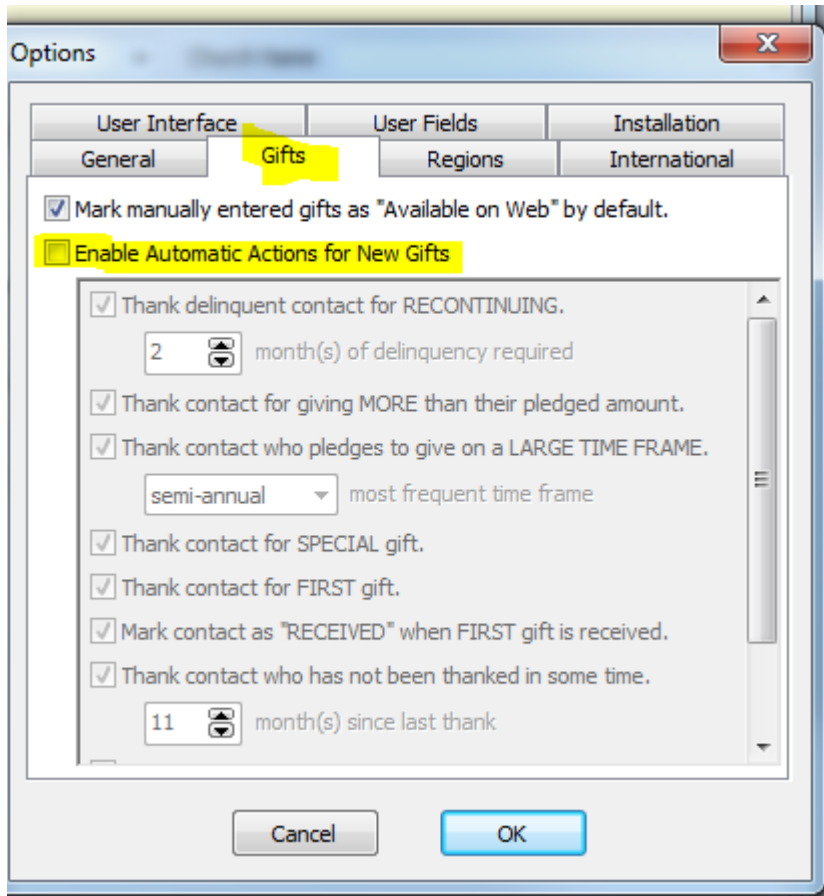 Options
User Interface
User Fields
Installation
General
Gifts
Regions
International
Mark manually entered gifts as "Available on Web" by default.
Enable Automatic Actions for New Gifts
Thank delinquent contact for RECONTINUING.
2 month(s) of delinquency required
Thank contact for giving MORE than their pledged amount.
Thank contact who pledges to give on a LARGE TIME FRAME.
semi-annual most frequent time frame
Thank contact for SPECIAL gift.
Thank contact for FIRST gift.
Mark contact as "RECEIVED" when FIRST gift is received.
Thank contact who has not been thanked in some time.
11 month(s) since last thank
Cancel
OK